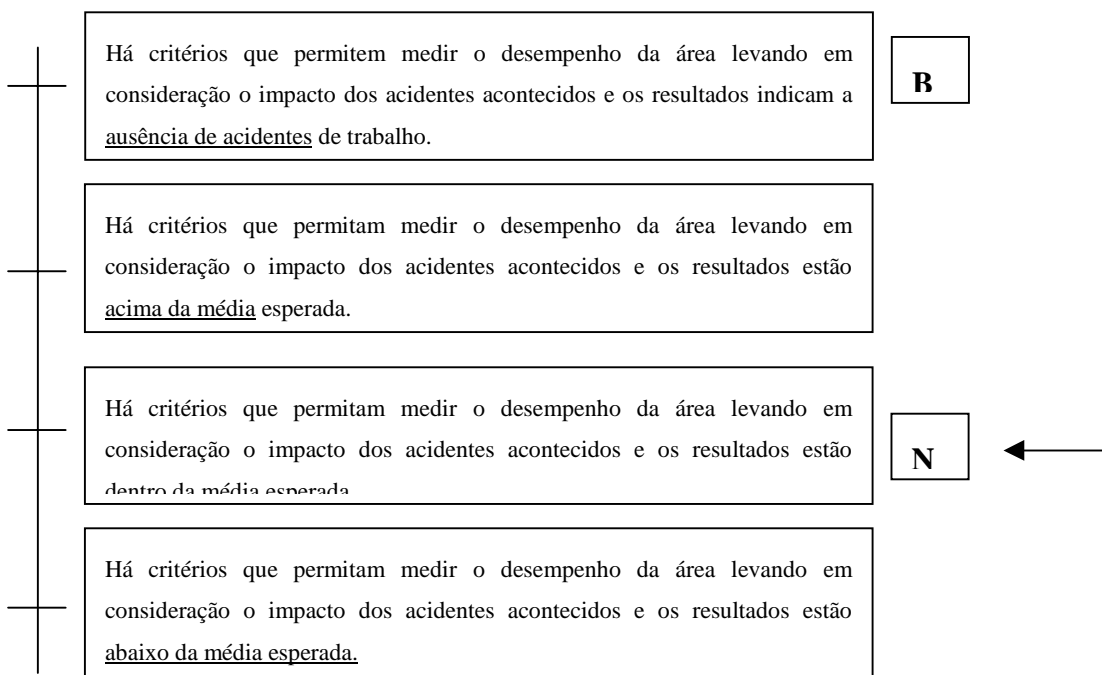 Há critérios que permitem medir o desempenho da área levando em
consideração o impacto dos acidentes acontecidos e os resultados indicam a
ausência de acidentes de trabalho.
B
Há critérios que permitam medir o desempenho da área levando em
consideração o impacto dos acidentes acontecidos e os resultados estão
acima da média esperada.
Há critérios que permitam medir o desempenho da área levando em
consideração o impacto dos acidentes acontecidos e os resultados estão
dentro da média esperada
N
Há critérios que permitam medir o desempenho da área levando em
consideração o impacto dos acidentes acontecidos e os resultados estão
abaixo da média esperada.